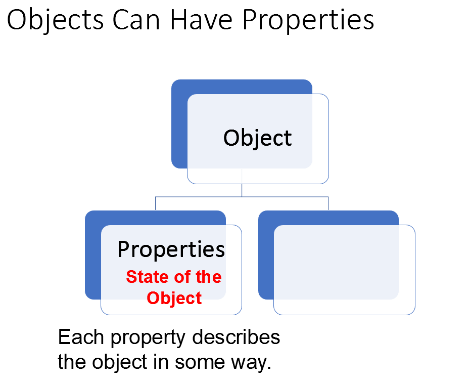 Objects Can Have Properties
Object
Properties
State of the
Object
Each property describes
the object in some way.